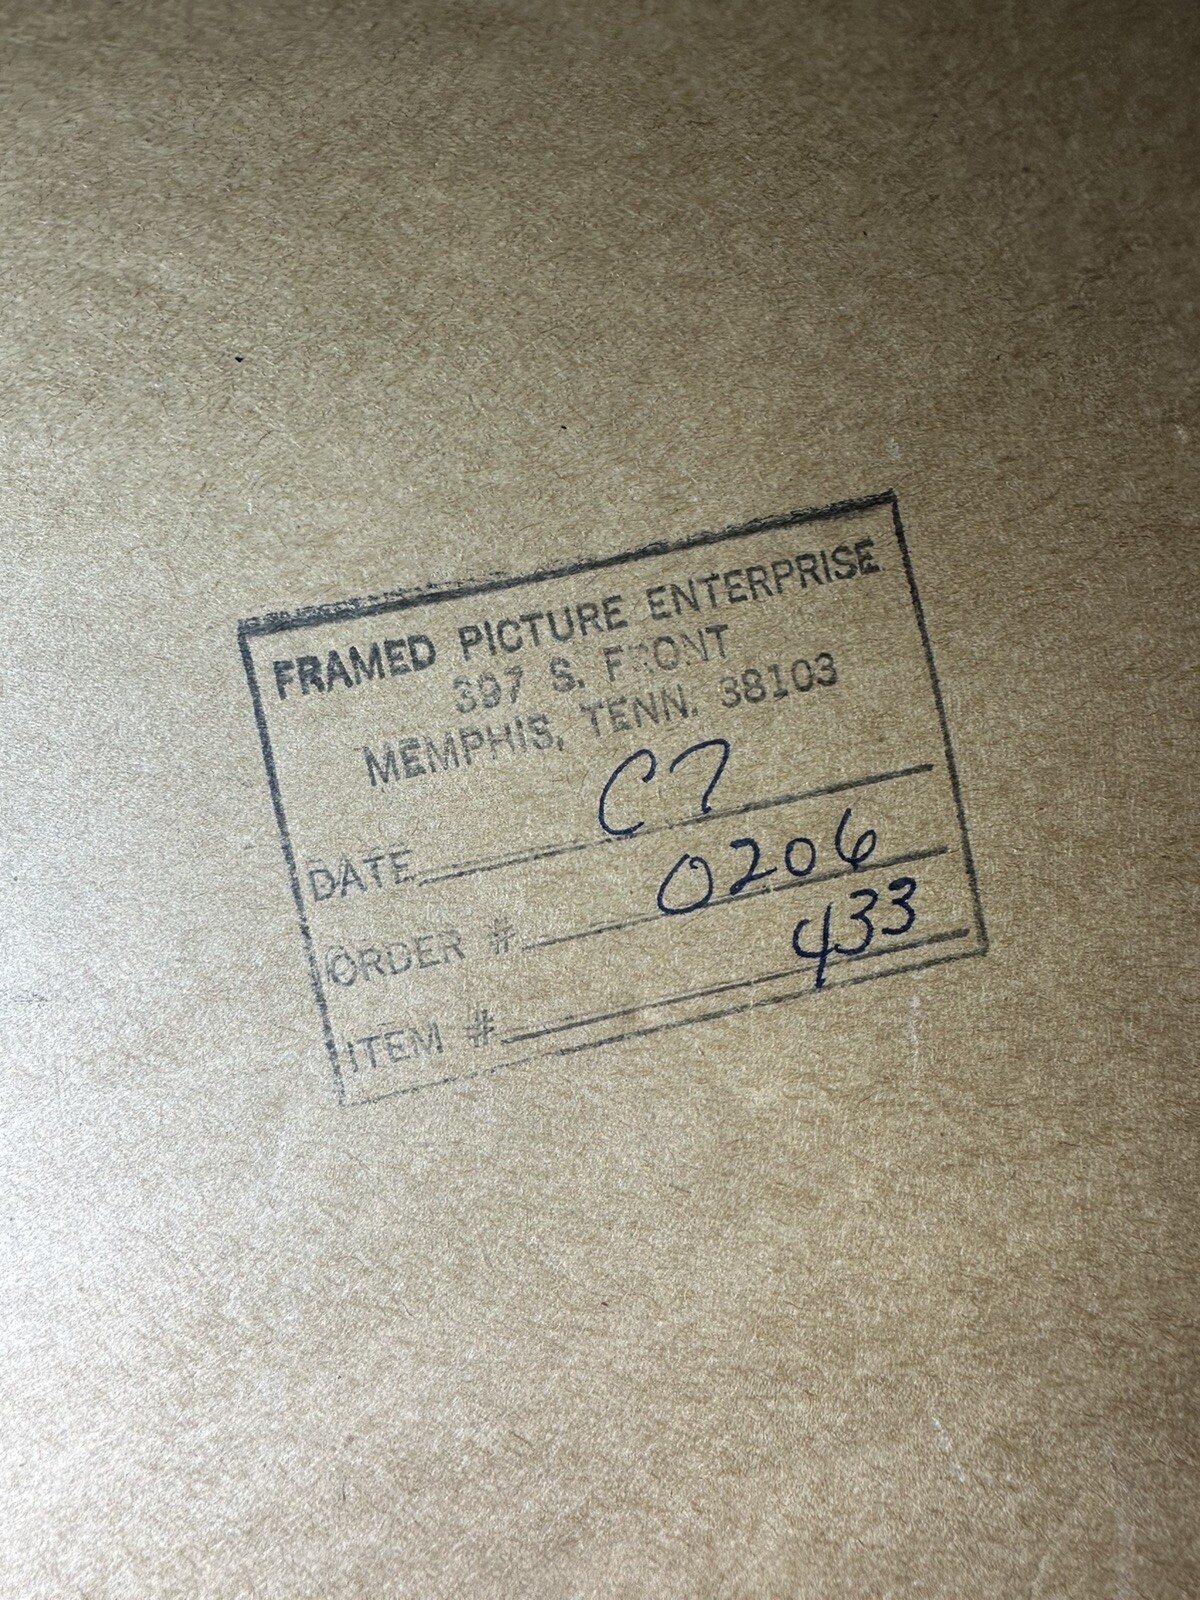 FRAMED PICTURE ENTERPRISE
397 S. FRONT
MEMPHIS, TENN. 38103
DATE C7
ORDER # 0206
ITEM # 433